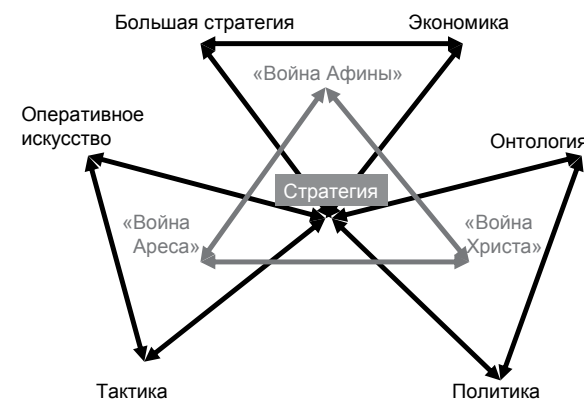 Большая стратегия
Экономика
«Война Афины»
Оперативное
искусство
Онтология
Стратегия
«Война
Ареса»
«Война
Христа»
Тактика
Политика